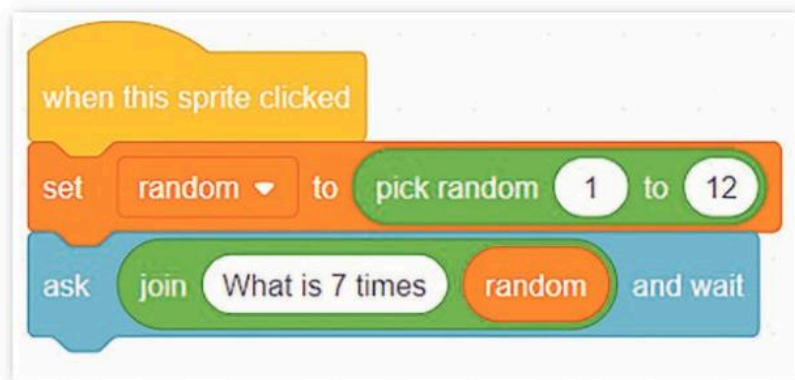 when this sprite clicked
set random to pick random 1 to 12
ask join What is 7 times random and wait